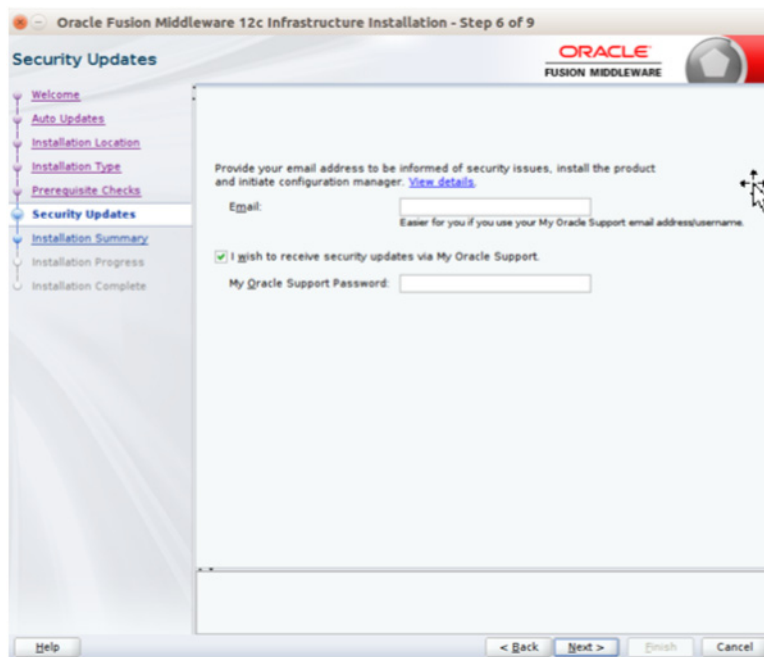 Oracle Fusion Middleware 12c Infrastructure Installation - Step 6 of 9
Security Updates
ORACLE
FUSION MIDDLEWARE
Welcome
Auto Updates
Installation Location
Installation Type
Prerequisite Checks
Security Updates
Installation Summary
Installation Progress
Installation Complete
Provide your email address to be informed of security issues, install the product
and initiate configuration manager. View details.
Email:
Easier for you if you use your My Oracle Support email address/username.
I wish to receive security updates via My Oracle Support.
My Oracle Support Password:
Help
< Back
Next >
Finish
Cancel